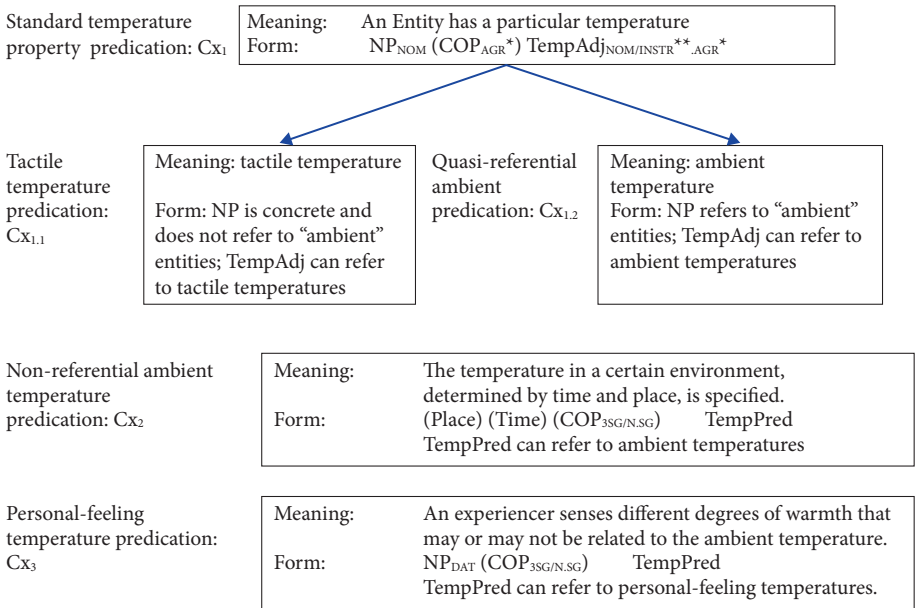 Standard temperature
property predication: Cx1
Meaning: An Entity has a particular temperature
Form: NPNOM (COPAGR*) TempAdjNOM/INSTR**.AGR*
Tactile
temperature
predication:
Cx1.1
Meaning: tactile temperature
Form: NP is concrete and
does not refer to “ambient”
entities; TempAdj can refer
to tactile temperatures
Quasi-referential
ambient
predication: Cx1.2
Meaning: ambient
temperature
Form: NP refers to “ambient”
entities; TempAdj can refer to
ambient temperatures
Non-referential ambient
temperature
predication: Cx2
Meaning: The temperature in a certain environment,
determined by time and place, is specified.
Form: (Place) (Time) (COP3SG/N.SG) TempPred
TempPred can refer to ambient temperatures
Personal-feeling
temperature predication:
Cx3
Meaning: An experiencer senses different degrees of warmth that
may or may not be related to the ambient temperature.
Form: NPDAT (COP3SG/N.SG) TempPred
TempPred can refer to personal-feeling temperatures.